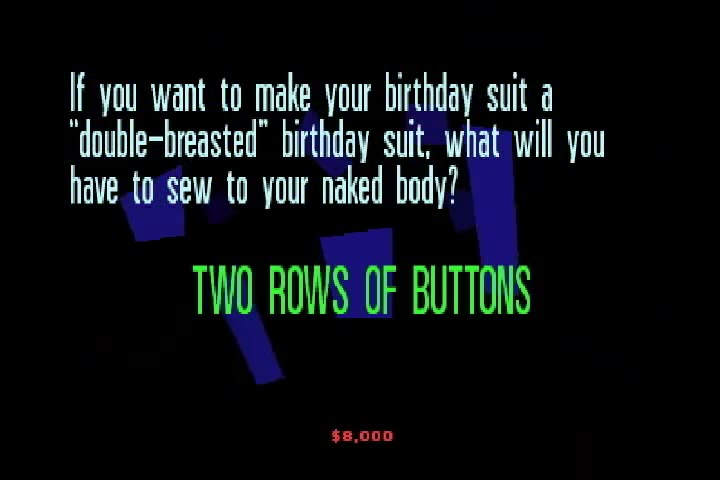 If you want to make your birthday suit a
"double-breasted" birthday suit, what will you
have to sew to your naked body?
TWO ROWS OF BUTTONS
$8,000